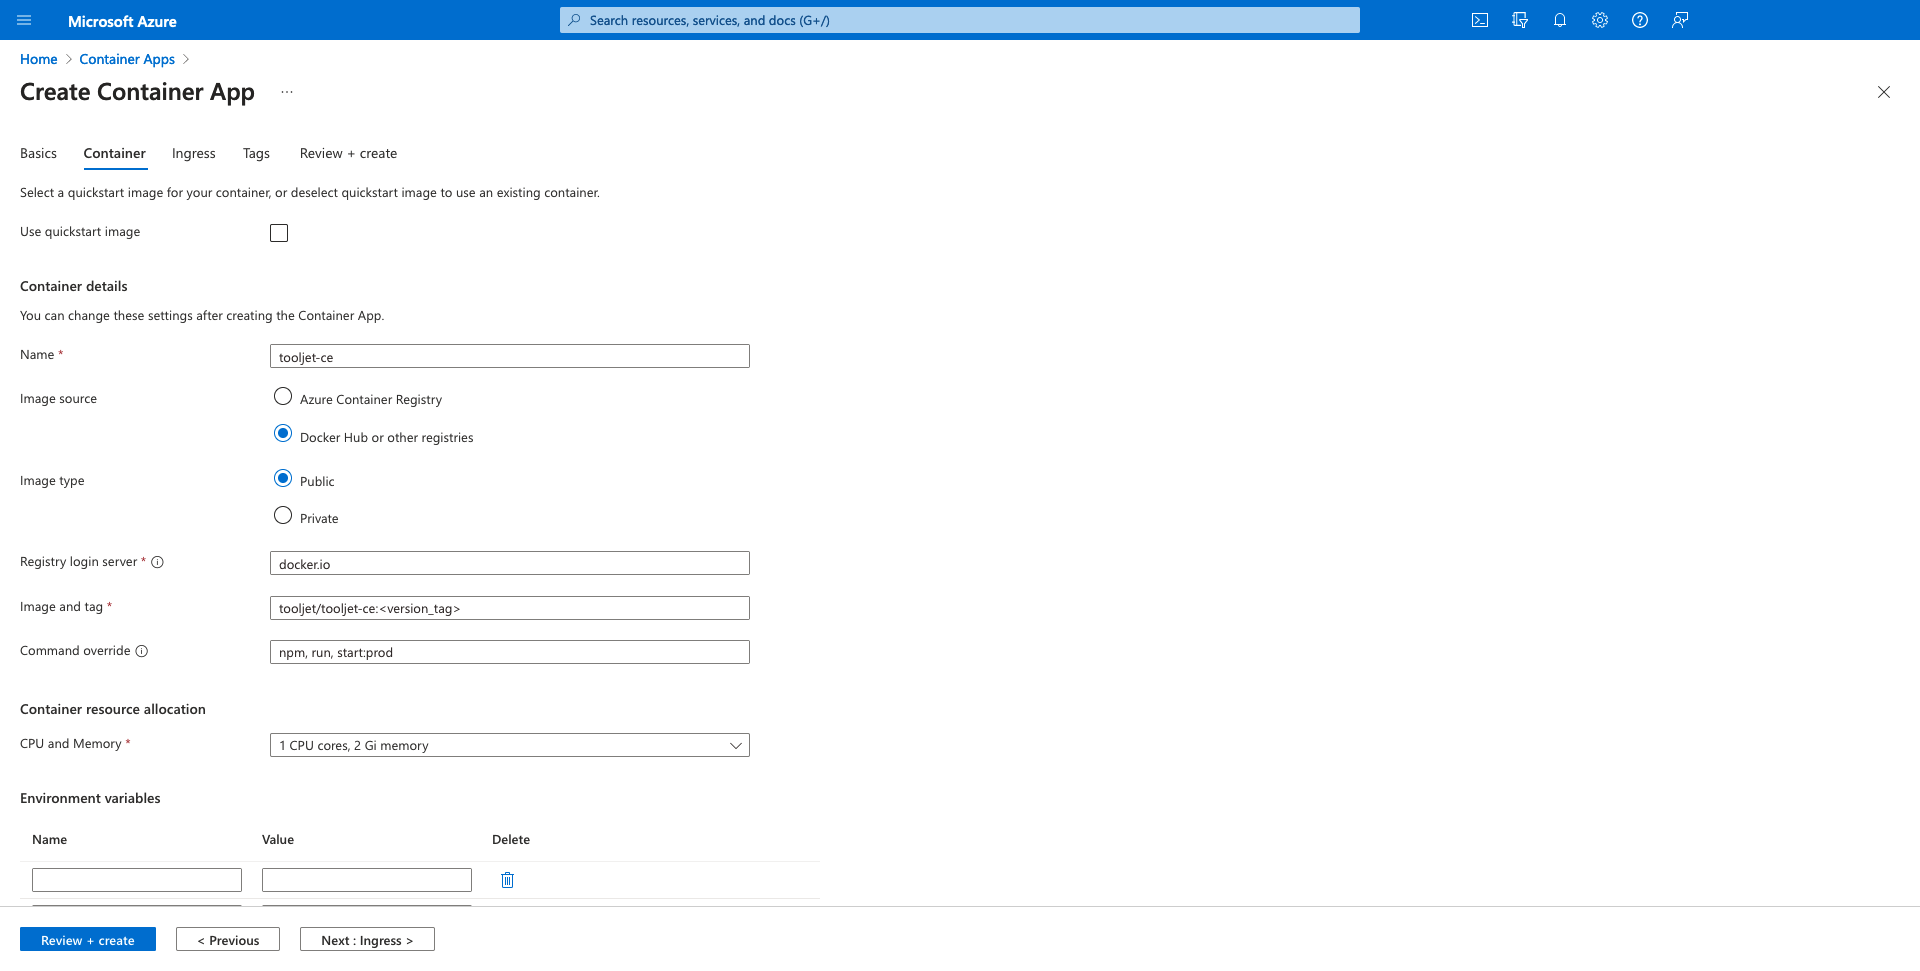 Microsoft Azure
Search resources, services, and docs (G+/)
Home
Container Apps
Create Container App
...
Basics
Container
Ingress
Tags
Review + create
Select a quickstart image for your container, or deselect quickstart image to use an existing container.
Use quickstart image
Container details
You can change these settings after creating the Container App.
Name *
tooljet-ce
Image source
Azure Container Registry
Docker Hub or other registries
Image type
Public
Private
Registry login server *
docker.io
Image and tag *
tooljet/tooljet-ce:<version_tag>
Command override
npm, run, start:prod
Container resource allocation
CPU and Memory *
1 CPU cores, 2 Gi memory
Environment variables
Name
Value
Delete
Review + create
< Previous
Next : Ingress >